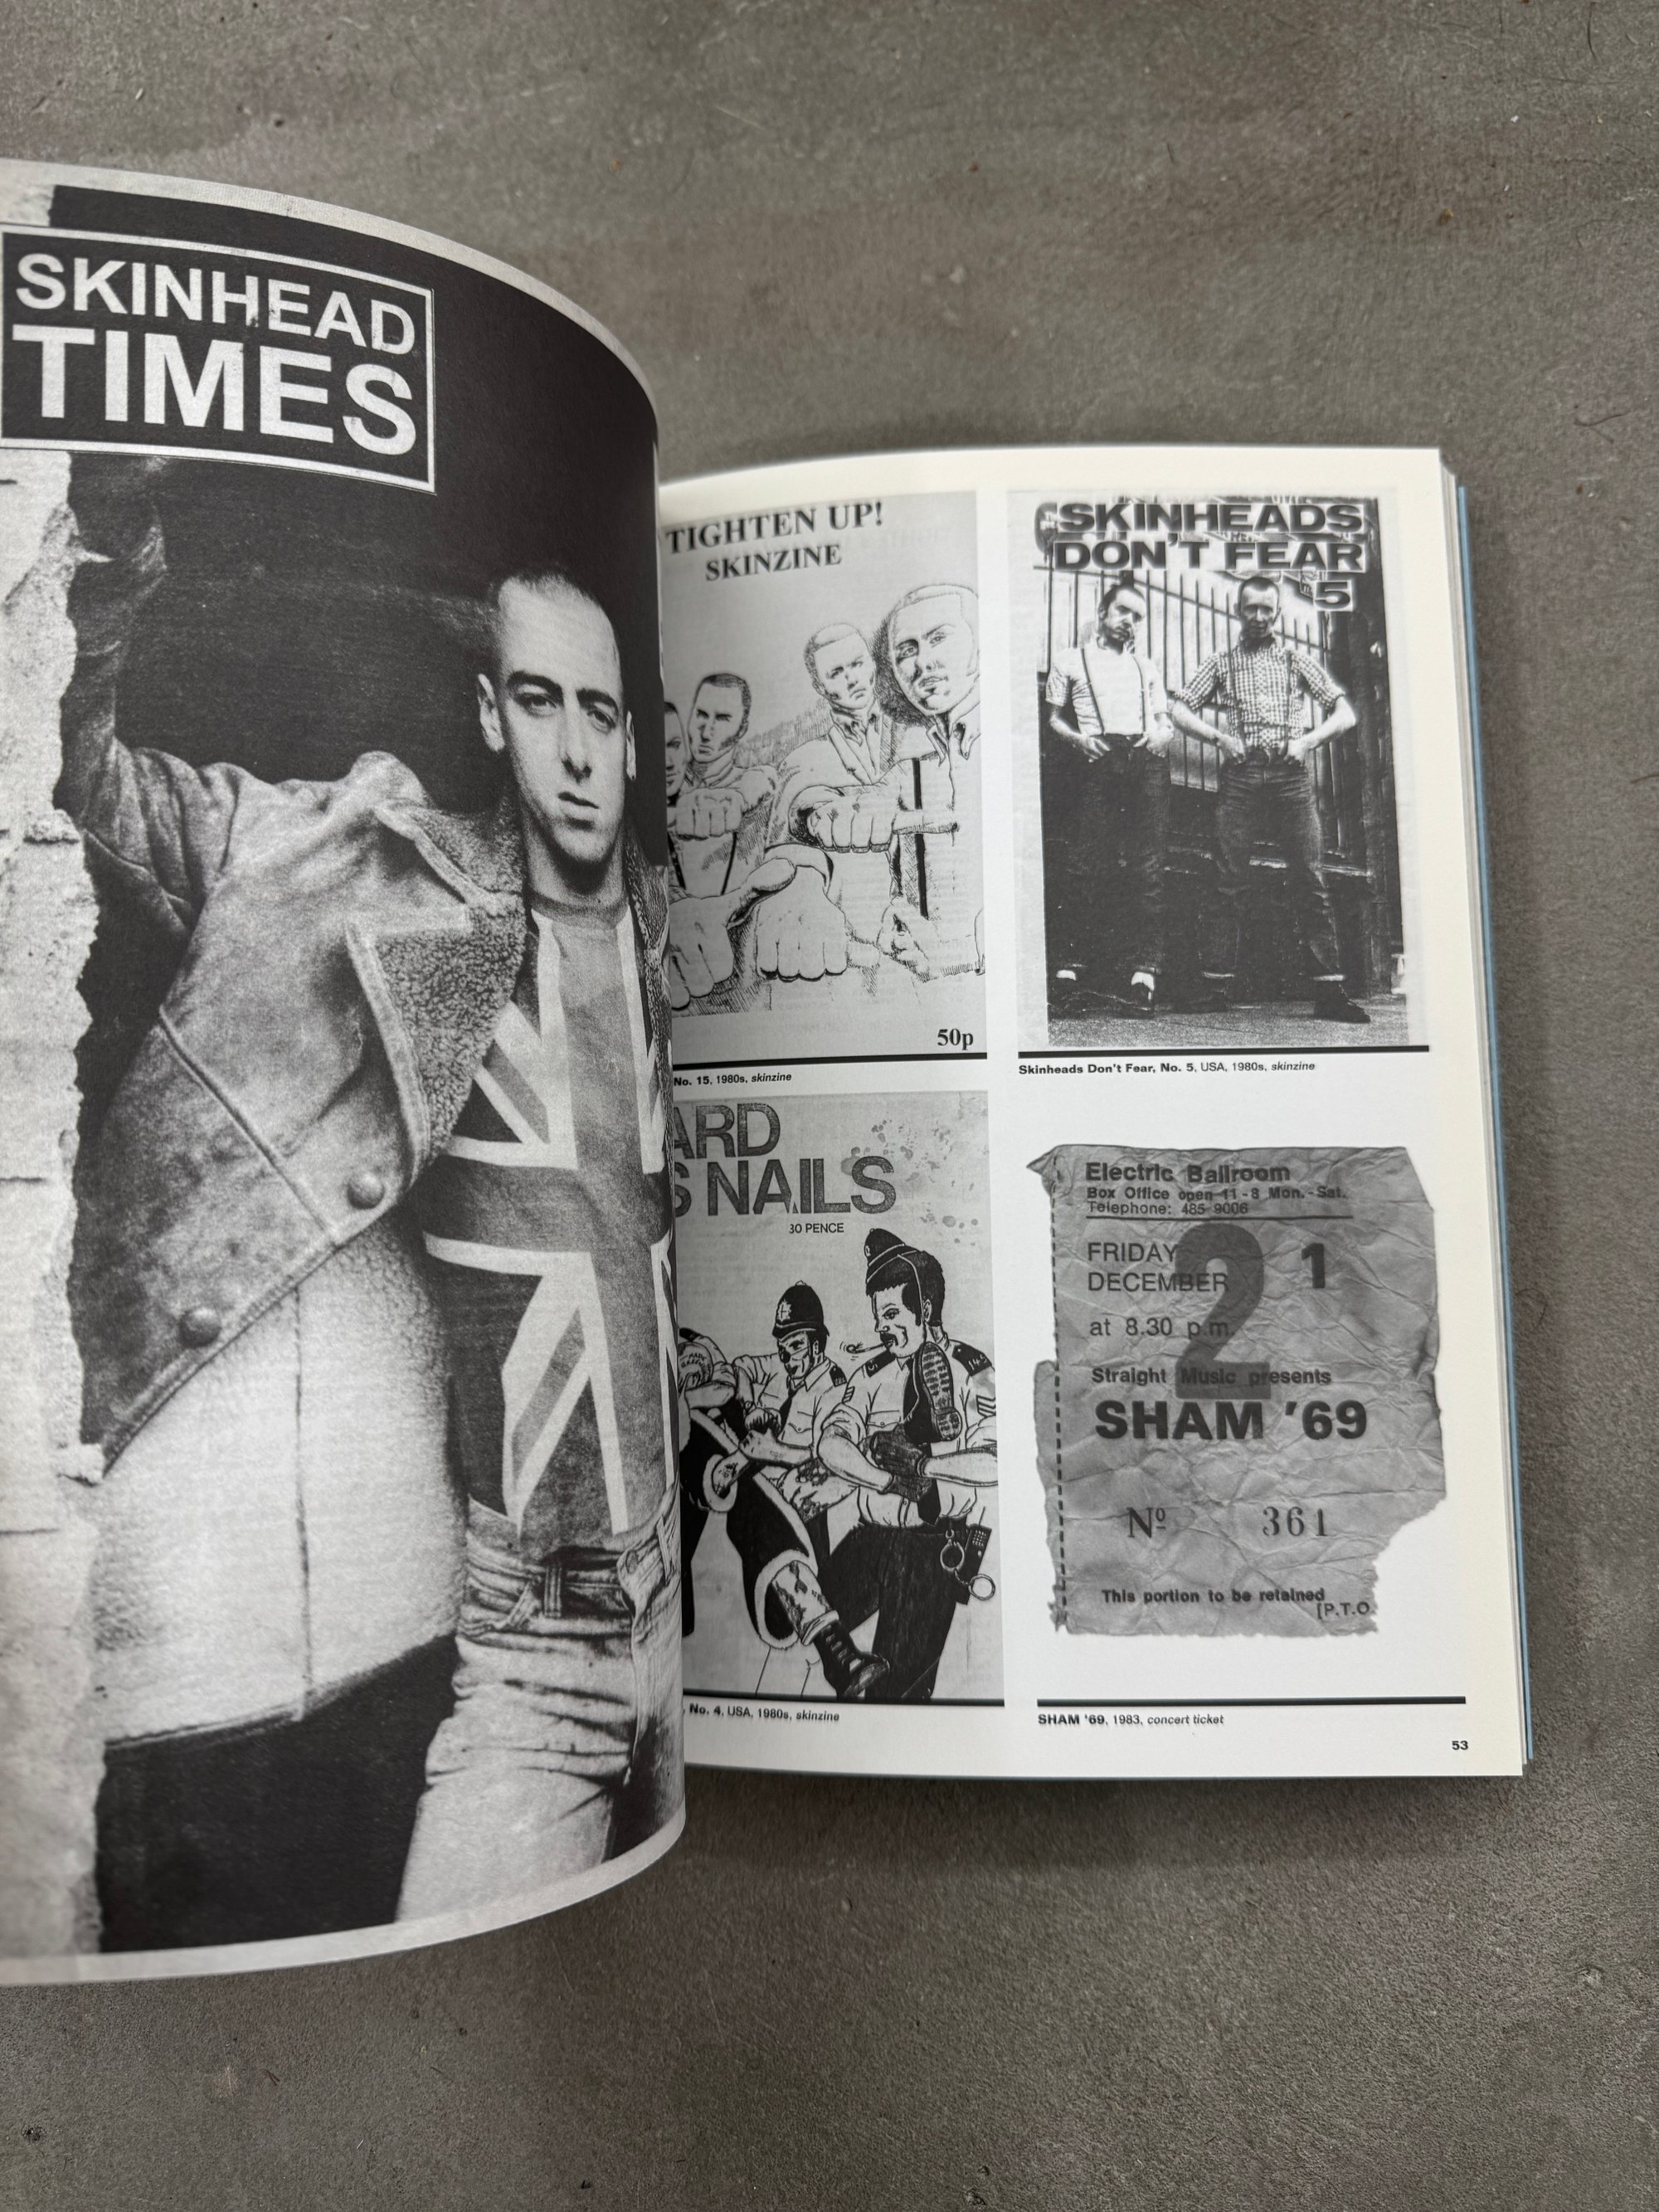 SKINHEAD
TIMES
TIGHTEN UP!
SKINZINE
50p
No. 15, 1980s, skinzine
SKINHEADS
DON'T FEAR
5
Skinheads Don't Fear, No. 5, USA, 1980s, skinzine
ARD
S NAILS
30 PENCE
, No. 4, USA, 1980s, skinzine
Electric Ballroom
Box Office open 11-8 Mon.-Sat.
Telephone: 485 9006
FRIDAY 21
DECEMBER
at 8.30 p.m.
Straight Music presents
SHAM '69
Nº 361
This portion to be retained
[P.T.O.
SHAM '69, 1983, concert ticket
53